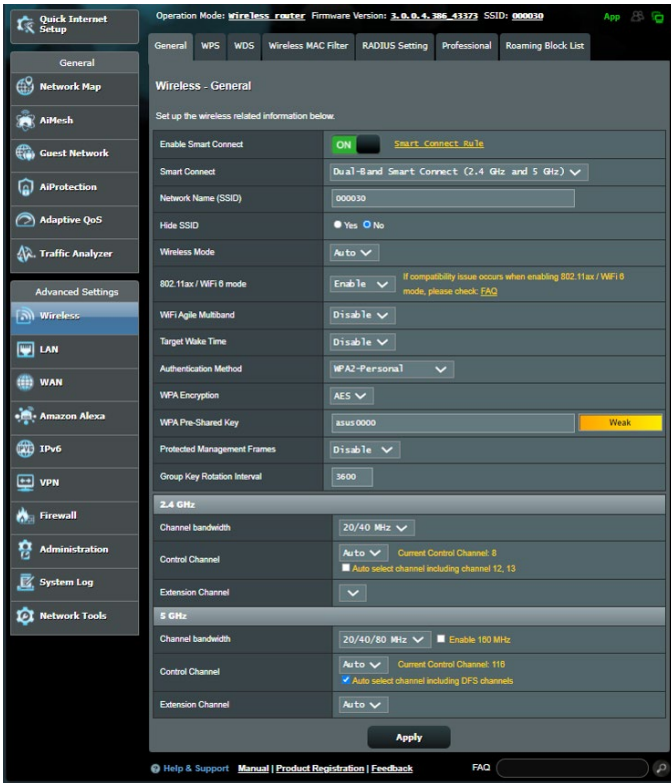 Quick Internet Setup
Operation Mode: Wireless router Firmware Version: 3.0.0.4.386_43373 SSID: 000030 App
General WPS WDS Wireless MAC Filter RADIUS Setting Professional Roaming Block List
General
Network Map
AiMesh
Guest Network
AiProtection
Adaptive QoS
Traffic Analyzer
Advanced Settings
Wireless
LAN
WAN
Amazon Alexa
IPv6
VPN
Firewall
Administration
System Log
Network Tools
Wireless - General
Set up the wireless related information below.
Enable Smart Connect ON Smart Connect Rule
Smart Connect Dual-Band Smart Connect (2.4 GHz and 5 GHz)
Network Name (SSID) 000030
Hide SSID Yes No
Wireless Mode Auto
802.11ax / WiFi 6 mode Enable If compatibility issue occurs when enabling 802.11ax / WiFi 6
mode, please check: FAQ
WiFi Agile Multiband Disable
Target Wake Time Disable
Authentication Method WPA2-Personal
WPA Encryption AES
WPA Pre-Shared Key asus0000 Weak
Protected Management Frames Disable
Group Key Rotation Interval 3600
2.4 GHz
Channel bandwidth 20/40 MHz
Control Channel Auto Current Control Channel: 8
Auto select channel including channel 12, 13
Extension Channel
5 GHz
Channel bandwidth 20/40/80 MHz Enable 160 MHz
Control Channel Auto Current Control Channel: 116
Auto select channel including DFS channels
Extension Channel Auto
Apply
Help & Support Manual | Product Registration | Feedback FAQ